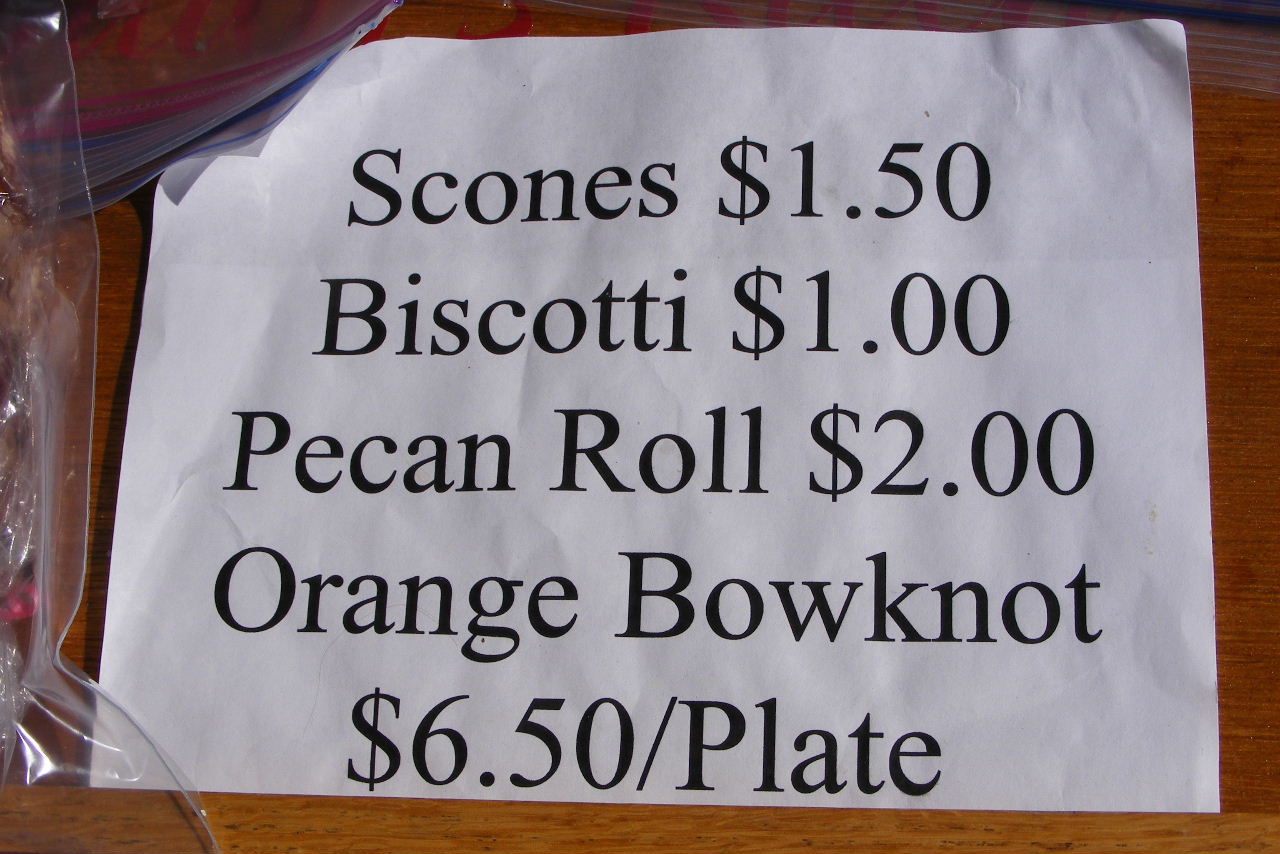 Scones $1.50
Biscotti $1.00
Pecan Roll $2.00
Orange Bowknot
$6.50/Plate